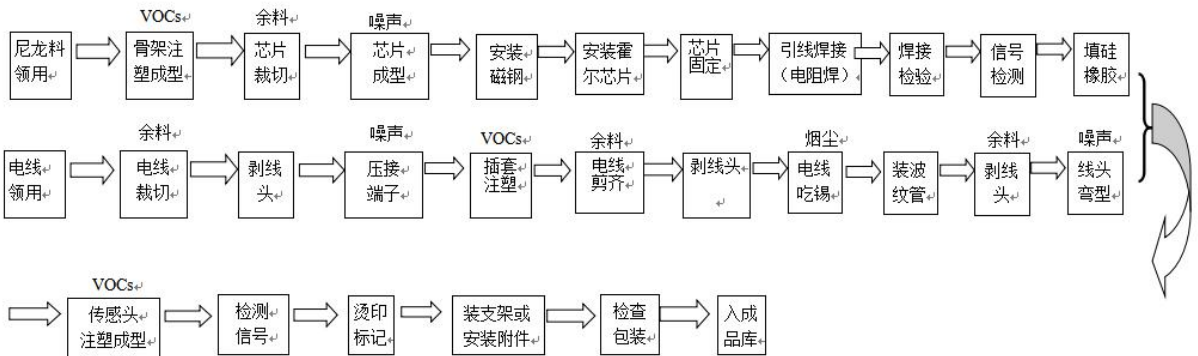 VOCs 余料 噪声
尼龙料 骨架注 芯片 芯片 安装 安装霍 芯片 引线焊接 焊接 信号 填硅
领用 塑成型 裁切 成型 磁钢 尔芯片 固定 （电阻焊） 检验 检测 橡胶
余料 噪声 VOCs 余料 烟尘 余料 噪声
电线 电线 剥线 压接 插套 电线 剥线头 电线 装波 剥线 线头
领用 裁切 头 端子 注塑 剪齐 吃锡 纹管 头 弯型
VOCs
传感头 检测 烫印 装支架或 检查 入成
注塑成型 信号 标记 安装附件 包装 品库